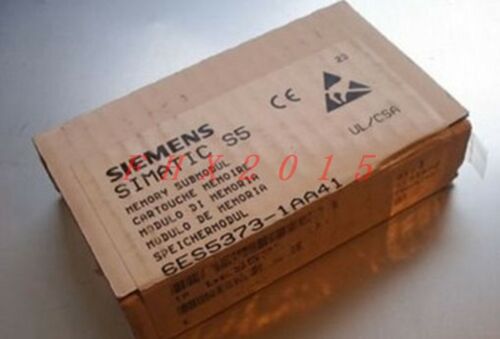 SIEMENS
SIMATIC S5
MEMORY SUBMODUL
CARTOUCHE MEMOIRE
MODULO DI MEMORIA
MODULO DE MEMORIA
SPEICHERMODUL
6ES5373-1AA41
CE
23
UL/CSA
FHX2015